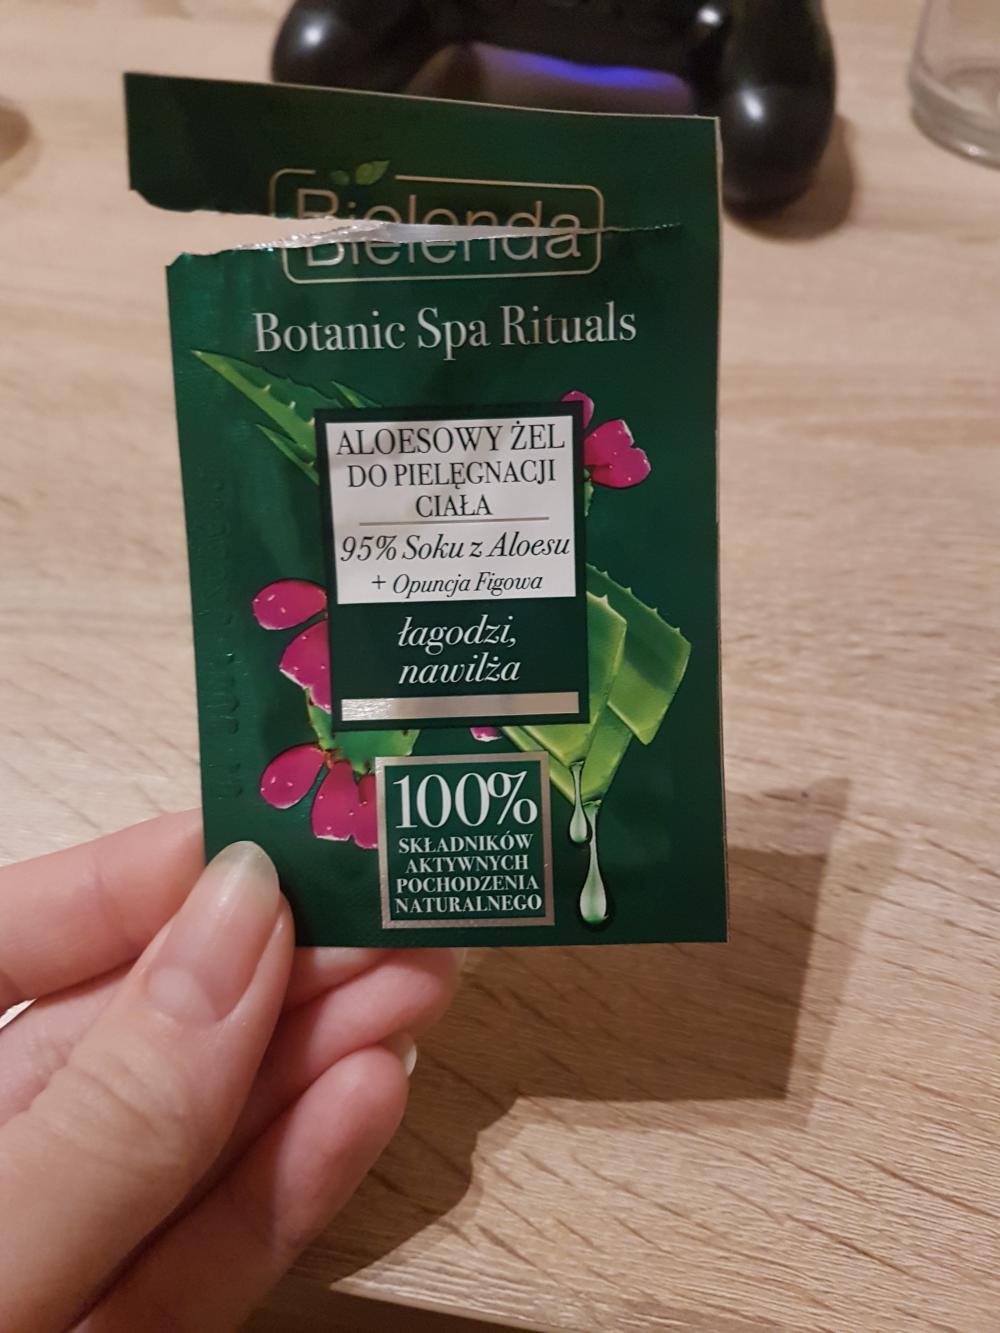 Bielenda
Botanic Spa Rituals
ALOESOWY ŻEL
DO PIELĘGNACJI
CIAŁA
95% Soku z Aloesu
+ Opuncja Figowa
łagodzi,
nawilża
100%
SKŁADNIKÓW
AKTYWNYCH
POCHODZENIA
NATURALNEGO